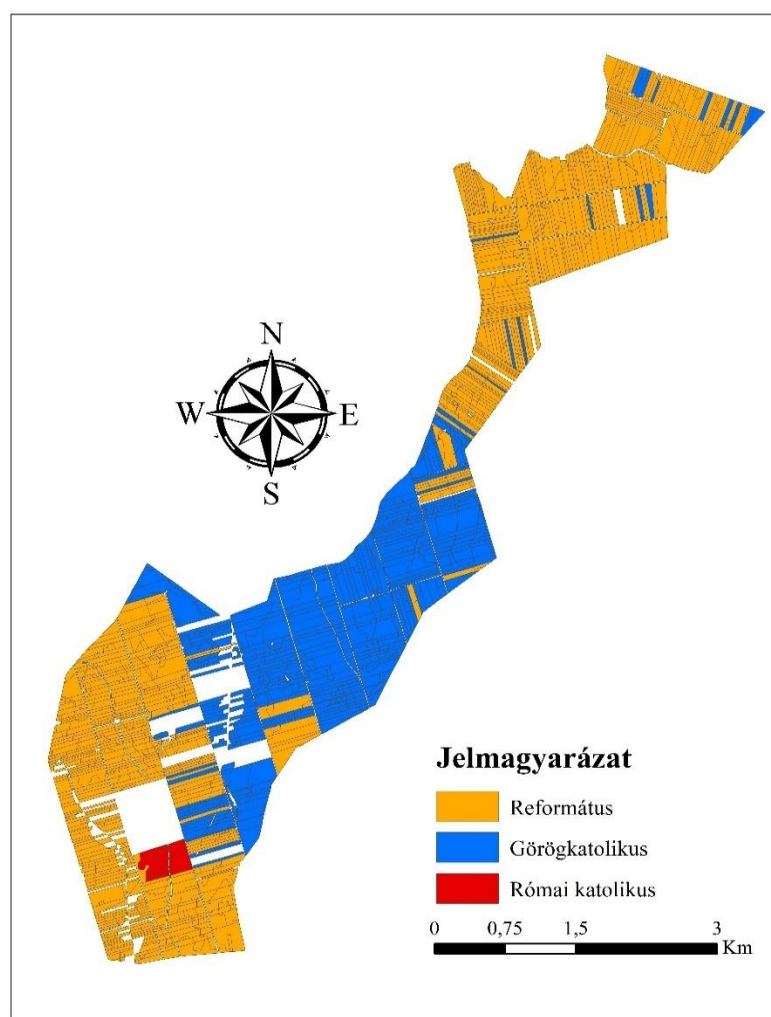 N
W E
S
Jelmagyarázat
Református
Görögkatolikus
Római katolikus
0 0,75 1,5 3
Km